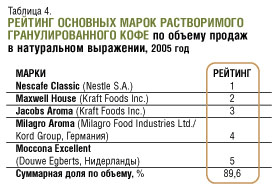 Таблица 4.
РЕЙТИНГ ОСНОВНЫХ МАРОК РАСТВОРИМОГО
ГРАНУЛИРОВАННОГО КОФЕ по объему продаж
в натуральном выражении, 2005 год
МАРКИ РЕЙТИНГ
Nescafe Classic (Nestle S.A.) 1
Maxwell House (Kraft Foods Inc.) 2
Jacobs Aroma (Kraft Foods Inc.) 3
Milagro Aroma (Milagro Food Industries Ltd./
Kord Group, Германия) 4
Moccona Excellent
(Douwe Egberts, Нидерланды) 5
Суммарная доля по объему, % 89,6